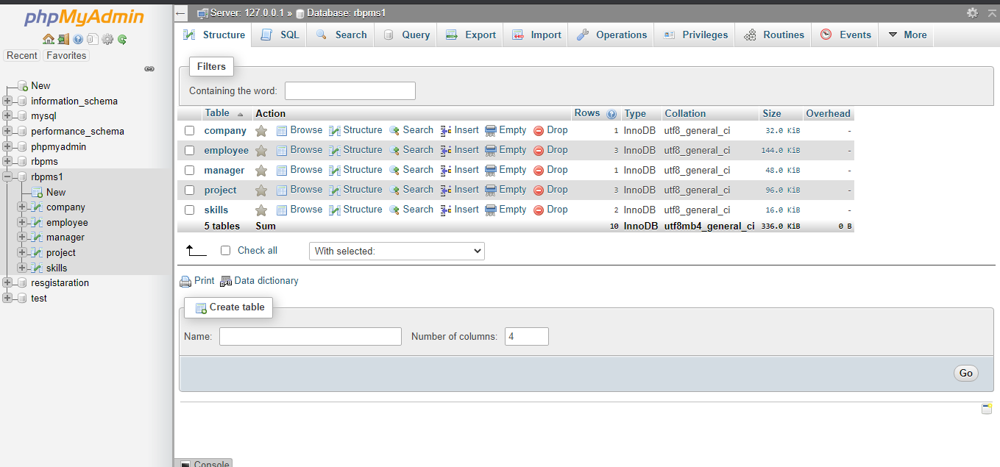 phpMyAdmin
Recent Favorites
New
information_schema
mysql
performance_schema
phpmyadmin
rbpms
rbpms1
New
company
employee
manager
project
skills
resgistaration
test
Server: 127.0.0.1 » Database: rbpms1
Structure SQL Search Query Export Import Operations Privileges Routines Events More
Filters
Containing the word:
Table Action Rows Type Collation Size Overhead
company Browse Structure Search Insert Empty Drop 1 InnoDB utf8_general_ci 32.0 KiB -
employee Browse Structure Search Insert Empty Drop 3 InnoDB utf8_general_ci 144.0 KiB -
manager Browse Structure Search Insert Empty Drop 1 InnoDB utf8_general_ci 48.0 KiB -
project Browse Structure Search Insert Empty Drop 3 InnoDB utf8_general_ci 96.0 KiB -
skills Browse Structure Search Insert Empty Drop 2 InnoDB utf8_general_ci 16.0 KiB -
5 tables Sum 10 InnoDB utf8mb4_general_ci 336.0 KiB 0 B
Check all With selected:
Print Data dictionary
Create table
Name: Number of columns: 4
Go
Console